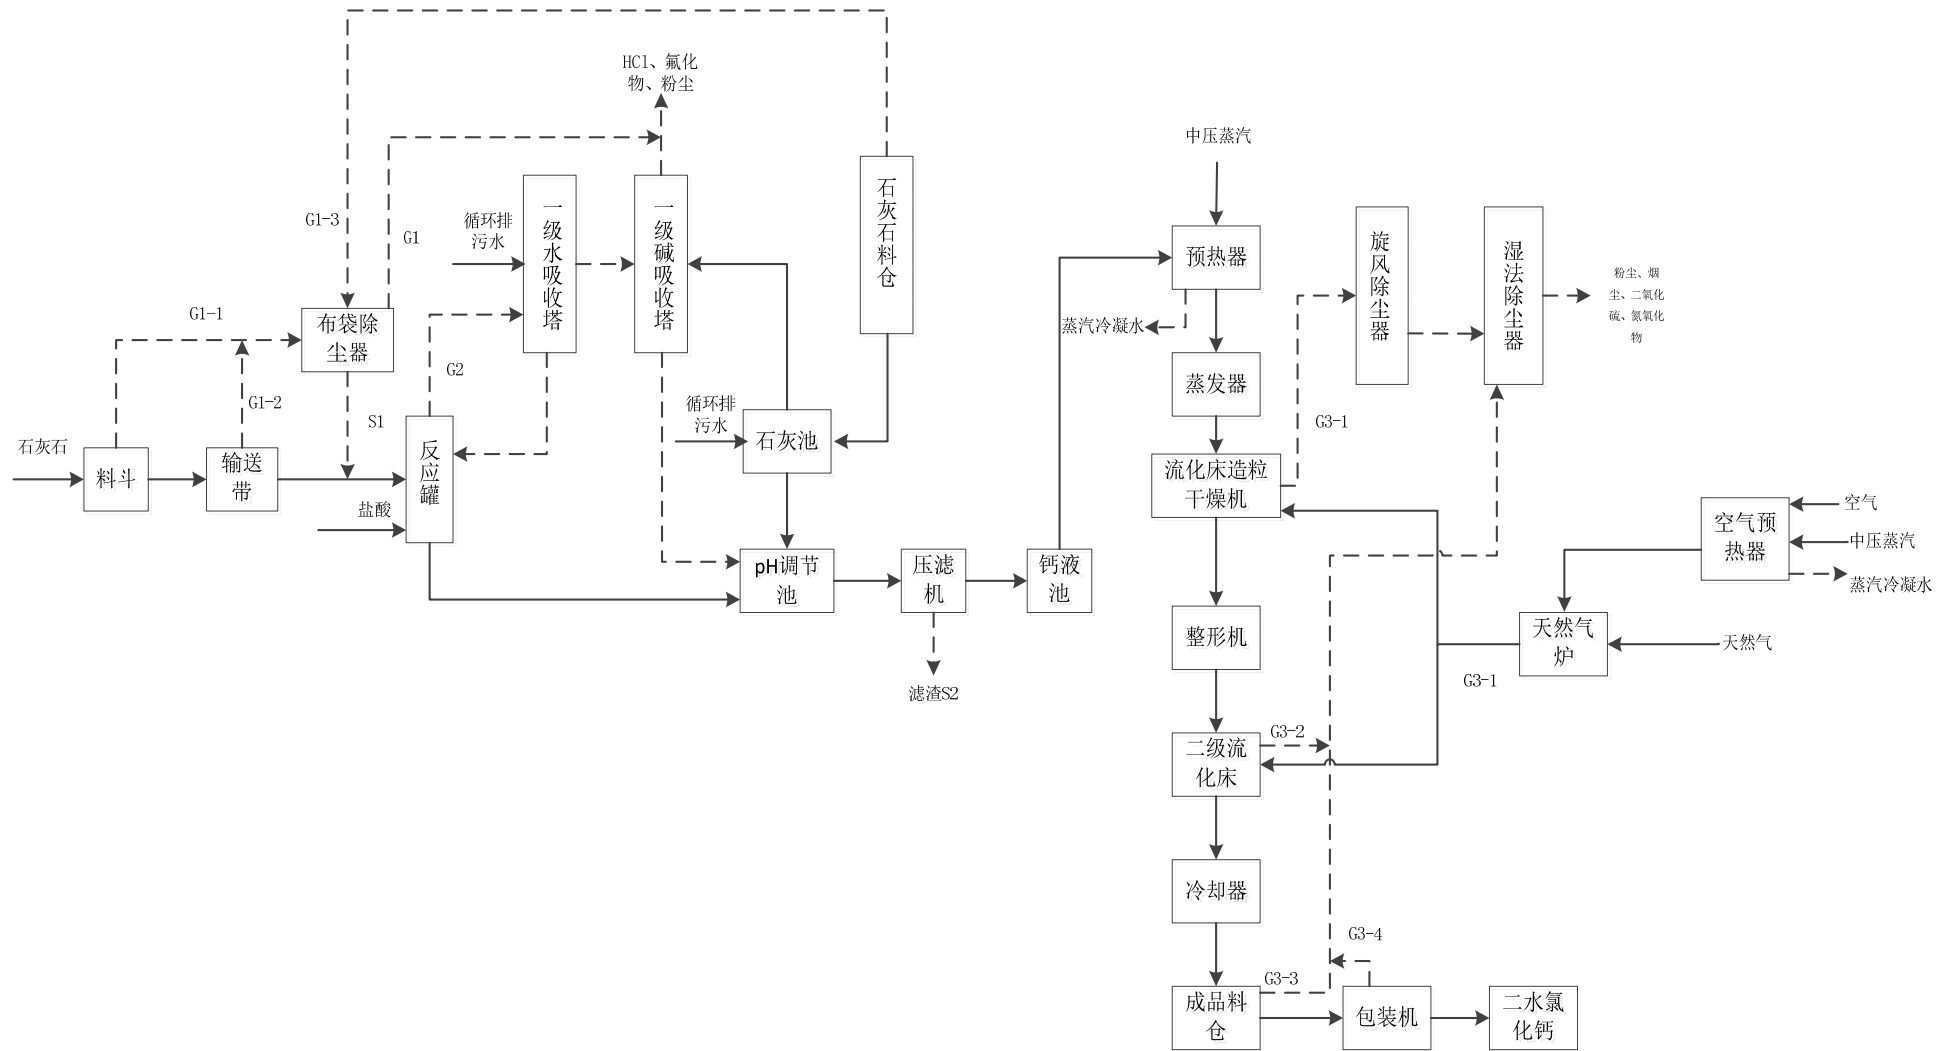 HCl、氟化
物、粉尘
中压蒸汽
石灰石料仓
G1-3
G1
循环排
污水
一级水吸收塔
一级碱吸收塔
预热器
旋风除尘器
湿法除尘器
粉尘、烟
尘、二氧化
硫、氮氧化
物
G1-1
布袋除
尘器
蒸汽冷凝水
G2
蒸发器
G1-2
S1
循环排
污水
G3-1
石灰石
料斗
输送
带
反应罐
石灰池
流化床造粒
干燥机
盐酸
空气预
热器
空气
中压蒸汽
蒸汽冷凝水
pH调节
池
压滤
机
钙液
池
整形机
天然气
炉
天然气
滤渣S2
G3-1
二级流
化床
G3-2
冷却器
G3-4
G3-3
成品料
仓
包装机
二水氯
化钙